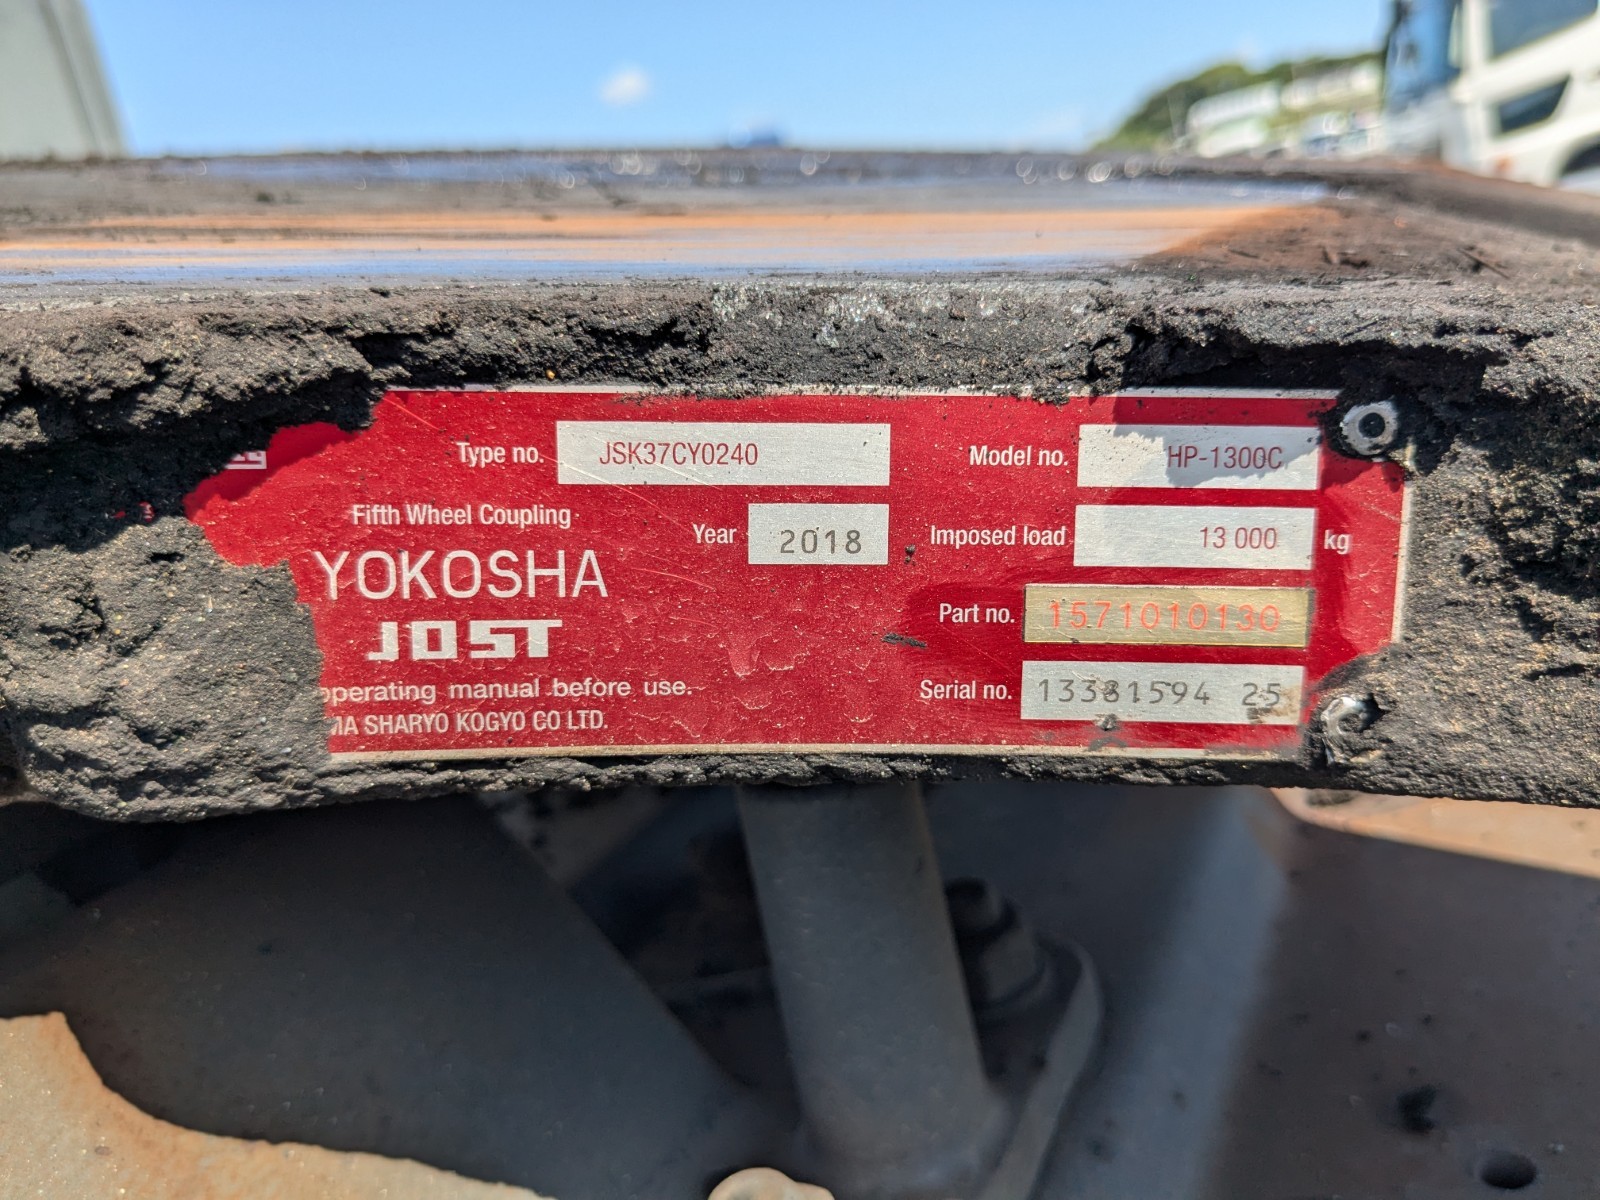 Type no. JSK37CY0240
Model no. HP-1300C
Fifth Wheel Coupling
Year 2018
Imposed load 13 000 kg
YOKOSHA
JOST
Part no. 1571010130
operating manual before use.
Serial no. 13381594 25
MA SHARYO KOGYO CO LTD.